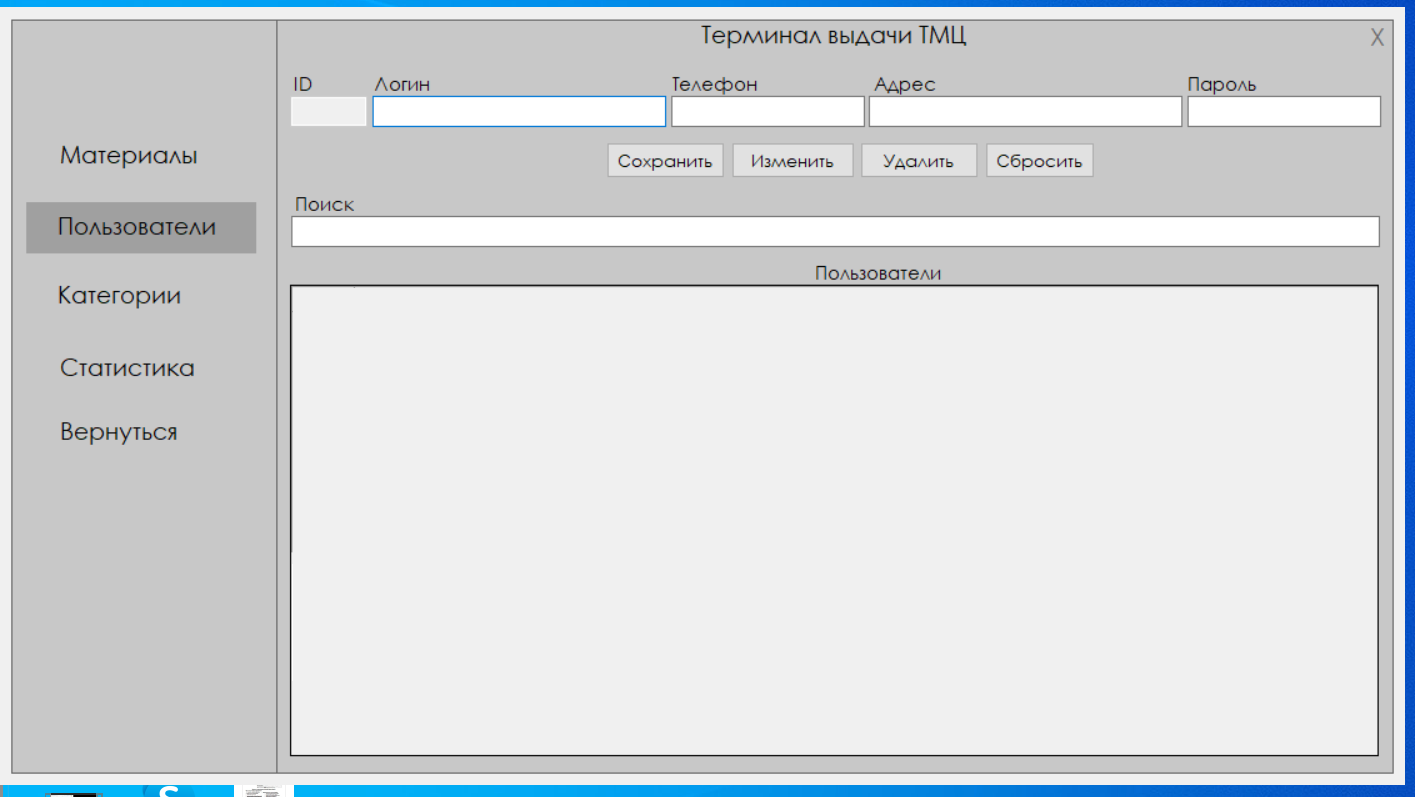 Терминал выдачи ТМЦ
X
ID Логин Телефон Адрес Пароль
Сохранить Изменить Удалить Сбросить
Поиск
Пользователи
Материалы
Пользователи
Категории
Статистика
Вернуться